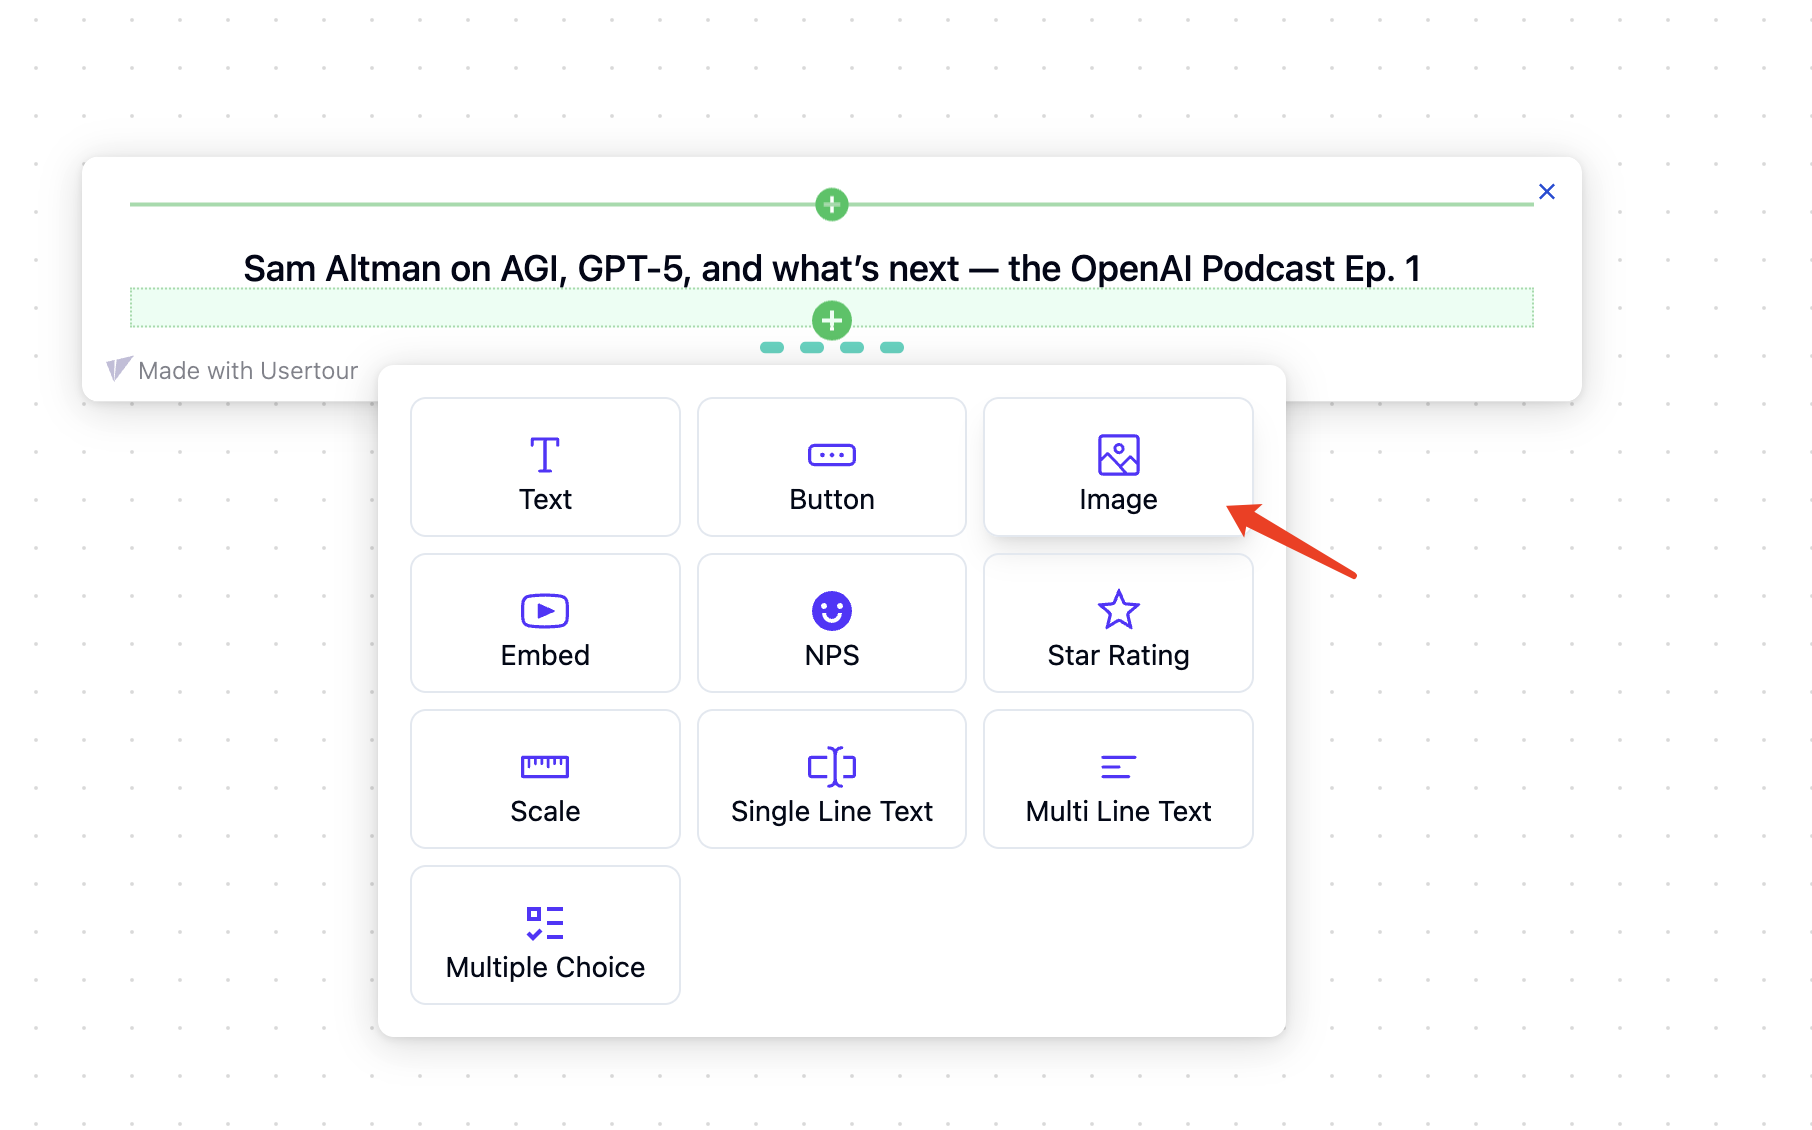 Sam Altman on AGI, GPT-5, and what’s next — the OpenAI Podcast Ep. 1
Made with Usertour
Text
Button
Image
Embed
NPS
Star Rating
Scale
Single Line Text
Multi Line Text
Multiple Choice